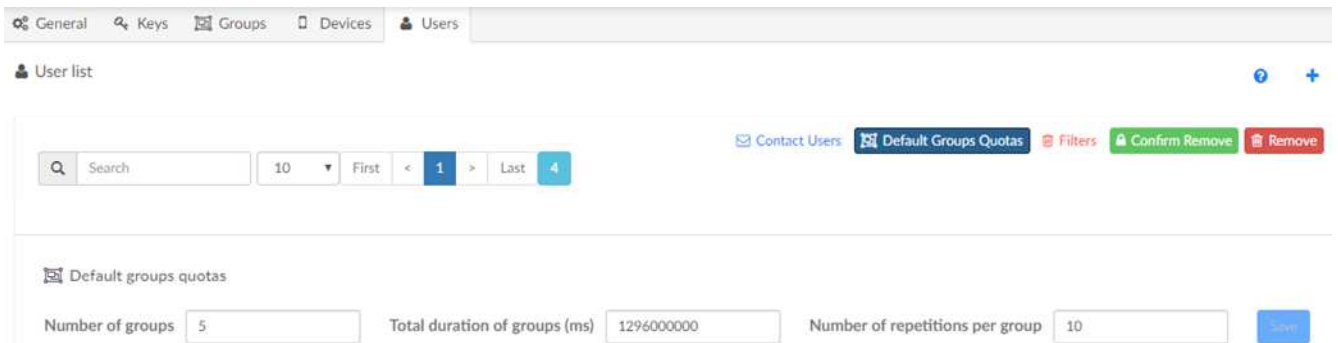 General Keys Groups Devices Users
User list
Contact Users Default Groups Quotas Filters Confirm Remove Remove
Search 10 First < 1 > Last 4
Default groups quotas
Number of groups 5 Total duration of groups (ms) 1296000000 Number of repetitions per group 10 Save